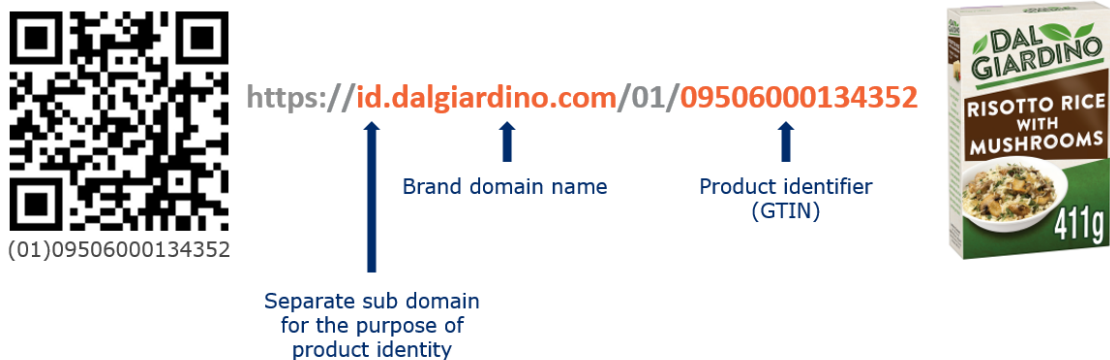 (01)09506000134352
https://id.dalgiardino.com/01/09506000134352
Brand domain name
Product identifier
(GTIN)
Separate sub domain
for the purpose of
product identity
DAL
GIARDINO
RISOTTO RICE
WITH
MUSHROOMS
411g